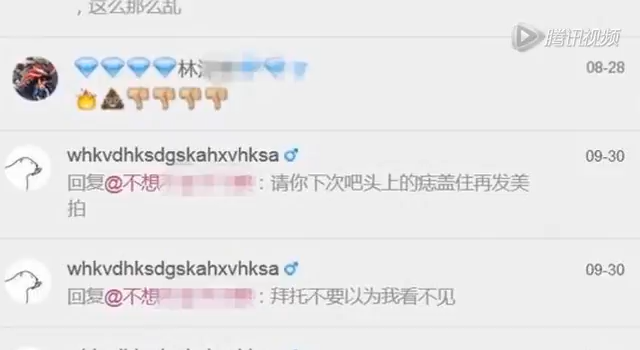 ，这么那么乱
腾讯视频
林 08-28
whkvdhksdgskahxvhksa 09-30
回复@不想 ：请你下次吧头上的痣盖住再发美
拍
whkvdhksdgskahxvhksa 09-30
回复@不想 ：拜托不要以为我看不见